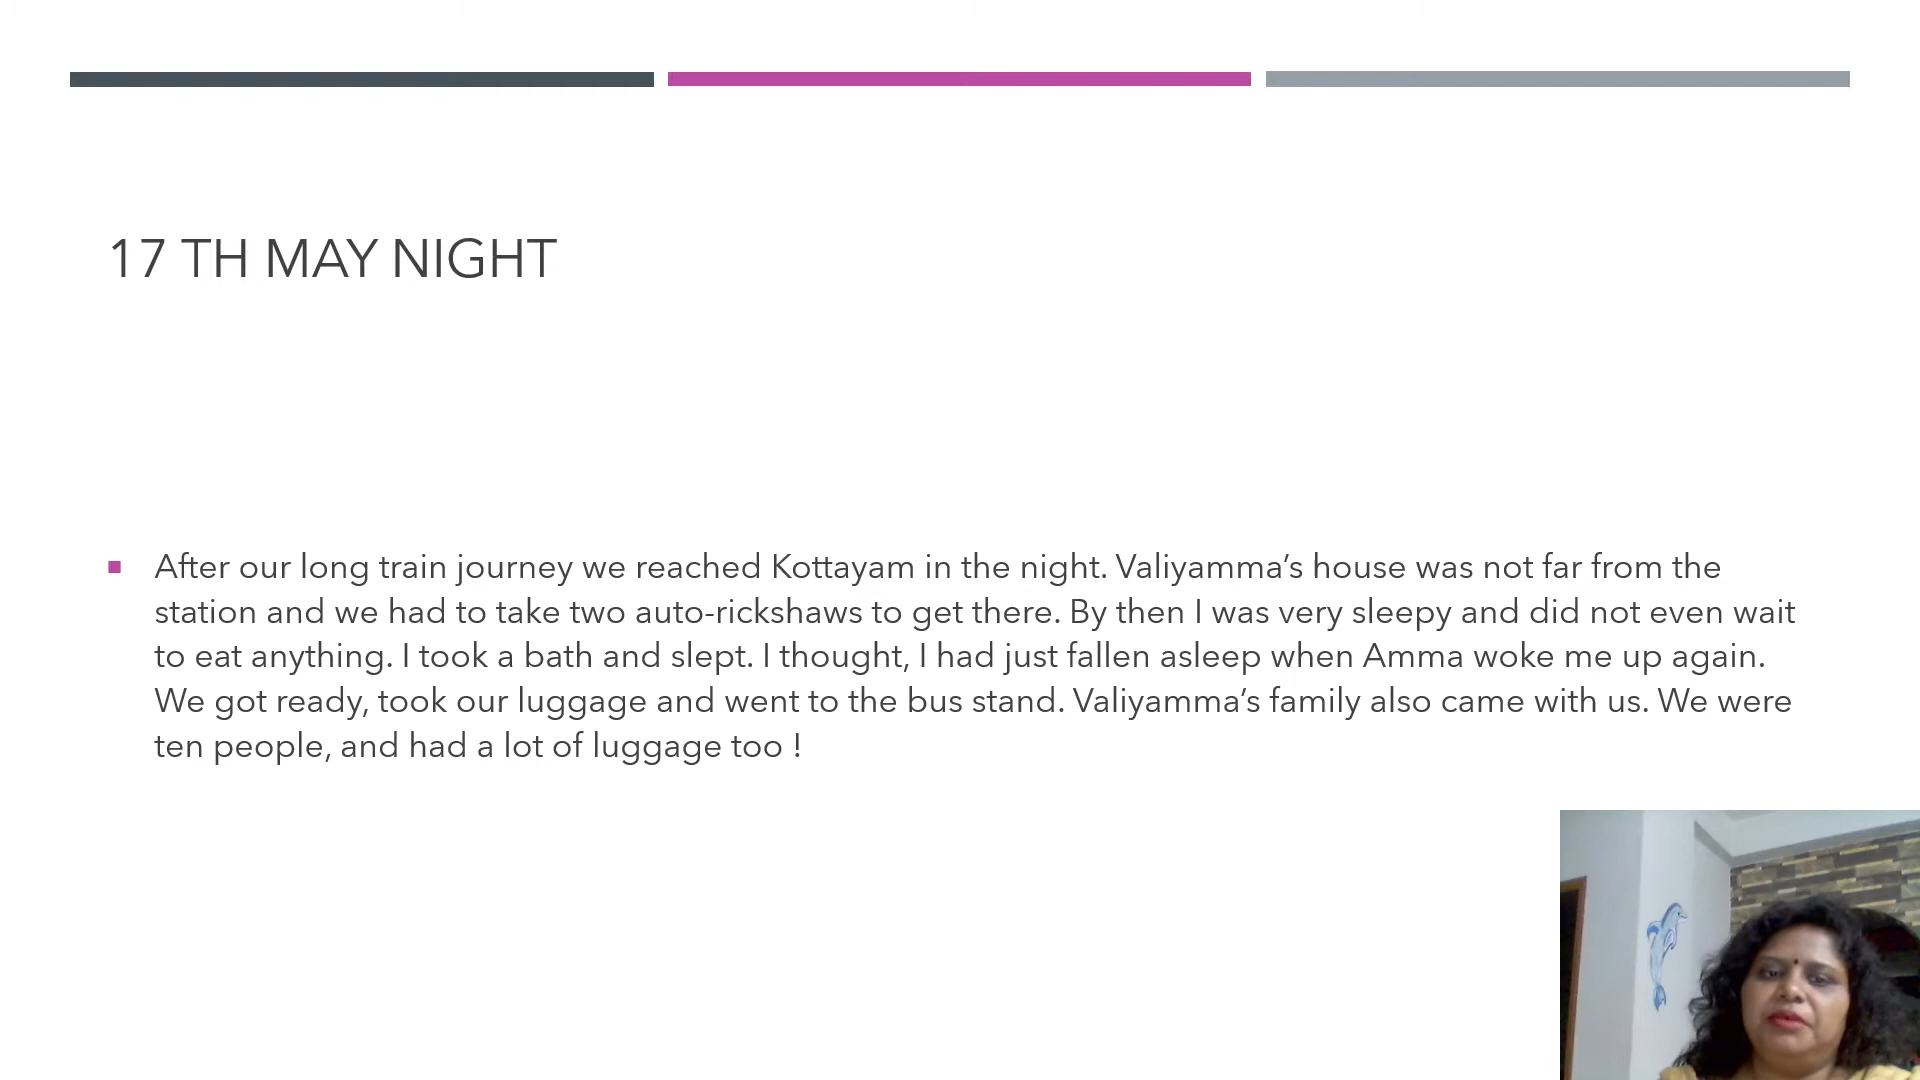 17 TH MAY NIGHT
After our long train journey we reached Kottayam in the night. Valiyamma’s house was not far from the
station and we had to take two auto-rickshaws to get there. By then I was very sleepy and did not even wait
to eat anything. I took a bath and slept. I thought, I had just fallen asleep when Amma woke me up again.
We got ready, took our luggage and went to the bus stand. Valiyamma’s family also came with us. We were
ten people, and had a lot of luggage too !